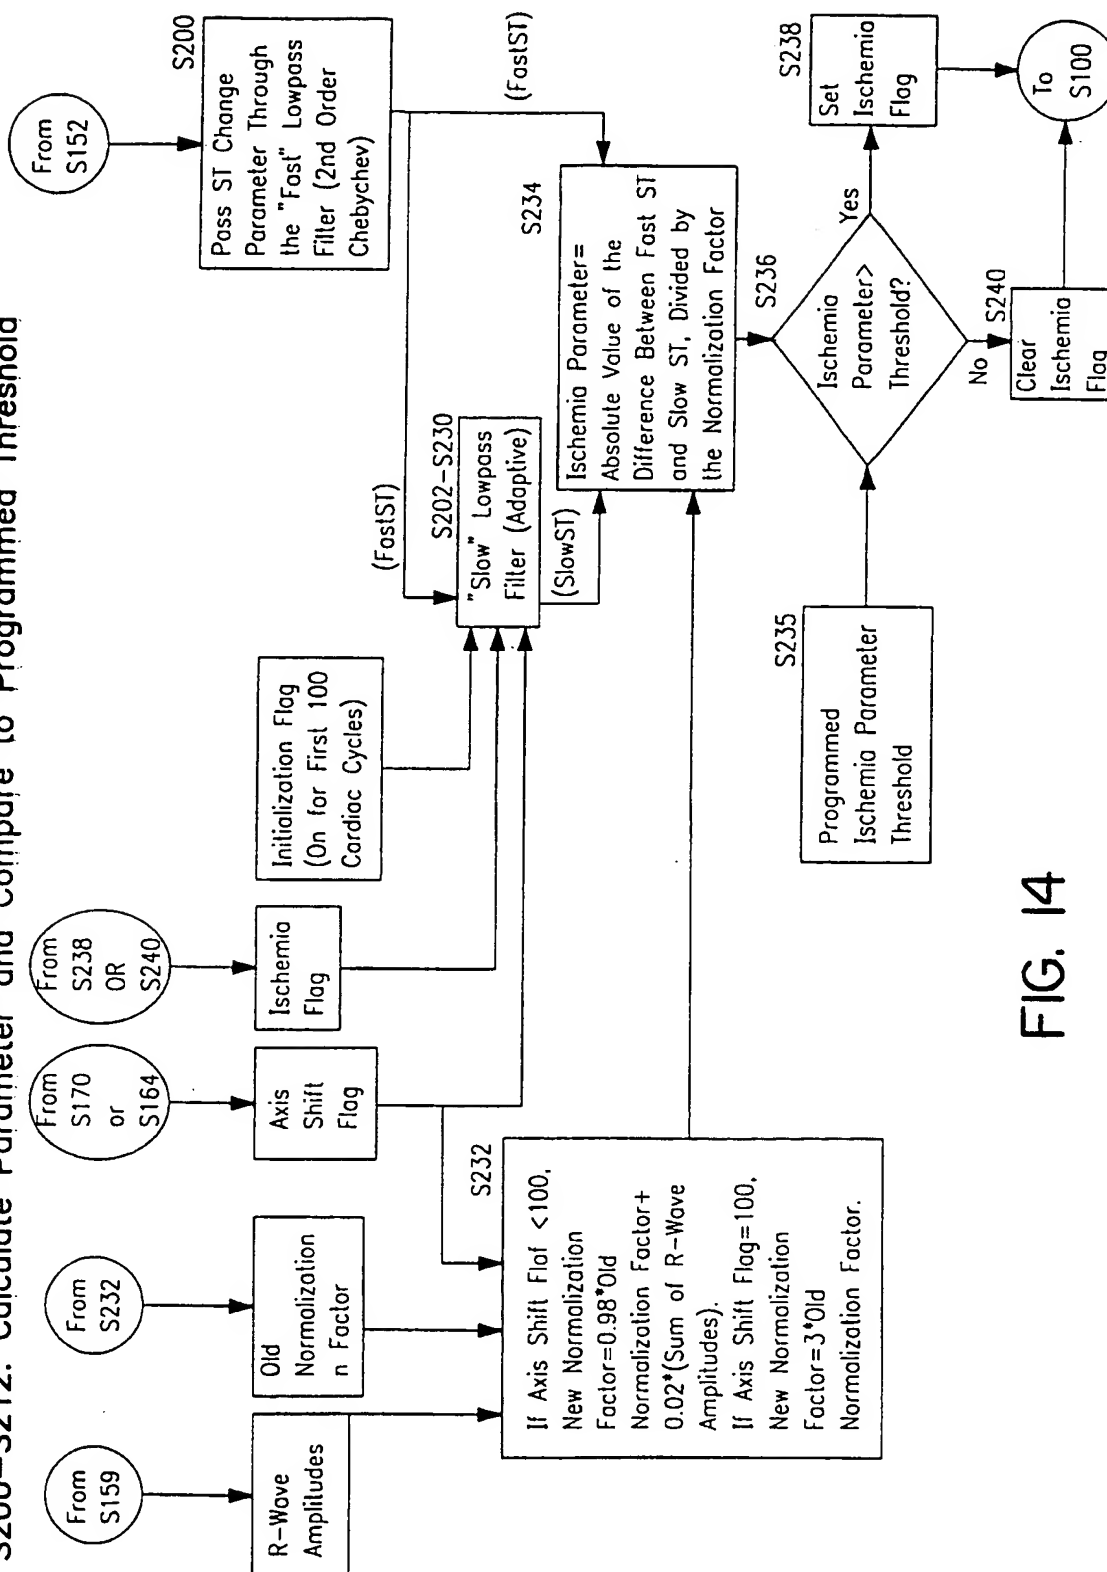 S200-S212: Calculate Parameter and Compare to Programmed Threshold
From
S159
R-Wave
Amplitudes
From
S232
Old
Normalizatio
n Factor
From
S170
or
S164
Axis
Shift
Flag
From
S238
OR
S240
Ischemia
Flag
Initialization Flag
(On for First 100
Cardiac Cycles)
From
S152
S200
Pass ST Change
Parameter Through
the "Fast" Lowpass
Filter (2nd Order
Chebychev)
(FastST)
(FastST)
S202-S230
"Slow" Lowpass
Filter (Adaptive)
(SlowST)
S232
If Axis Shift Flaf <100,
New Normalization
Factor=0.98*Old
Normalization Factor+
0.02*(Sum of R-Wave
Amplitudes).
If Axis Shift Flag=100,
New Normalization
Factor=3*Old
Normalization Factor.
S234
Ischemia Parameter=
Absolute Value of the
Difference Between Fast ST
and Slow ST, Divided by
the Normalization Factor
S235
Programmed
Ischemia Parameter
Threshold
S236
Ischemia
Parameter>
Threshold?
Yes
No
S238
Set
Ischemia
Flag
S240
Clear
Ischemia
Flag
To
S100
FIG. 14